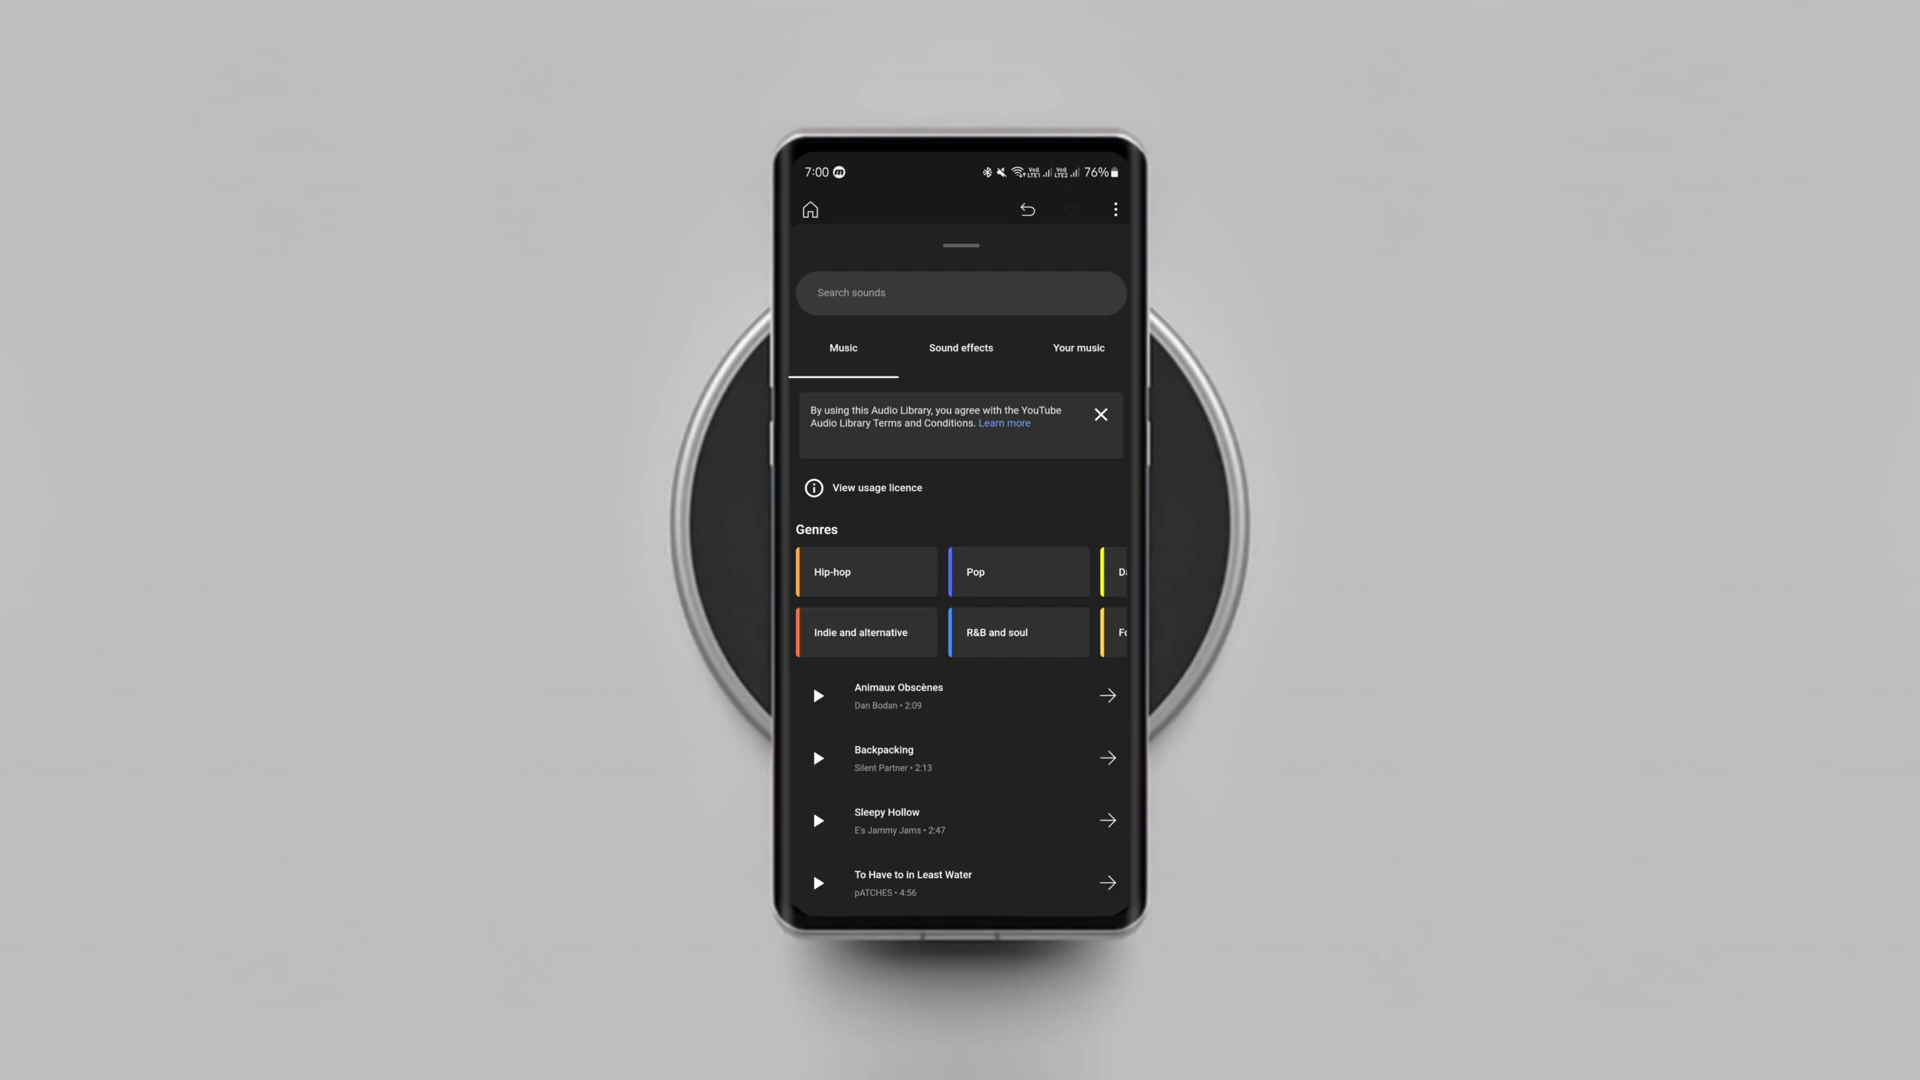 7:00
76%
Search sounds
Music Sound effects Your music
By using this Audio Library, you agree with the YouTube
Audio Library Terms and Conditions. Learn more
View usage licence
Genres
Hip-hop Pop
Indie and alternative R&B and soul
Animaux Obscènes
Dan Bodan • 2:09
Backpacking
Silent Partner • 2:13
Sleepy Hollow
E's Jammy Jams • 2:47
To Have to in Least Water
pATCHES • 4:56